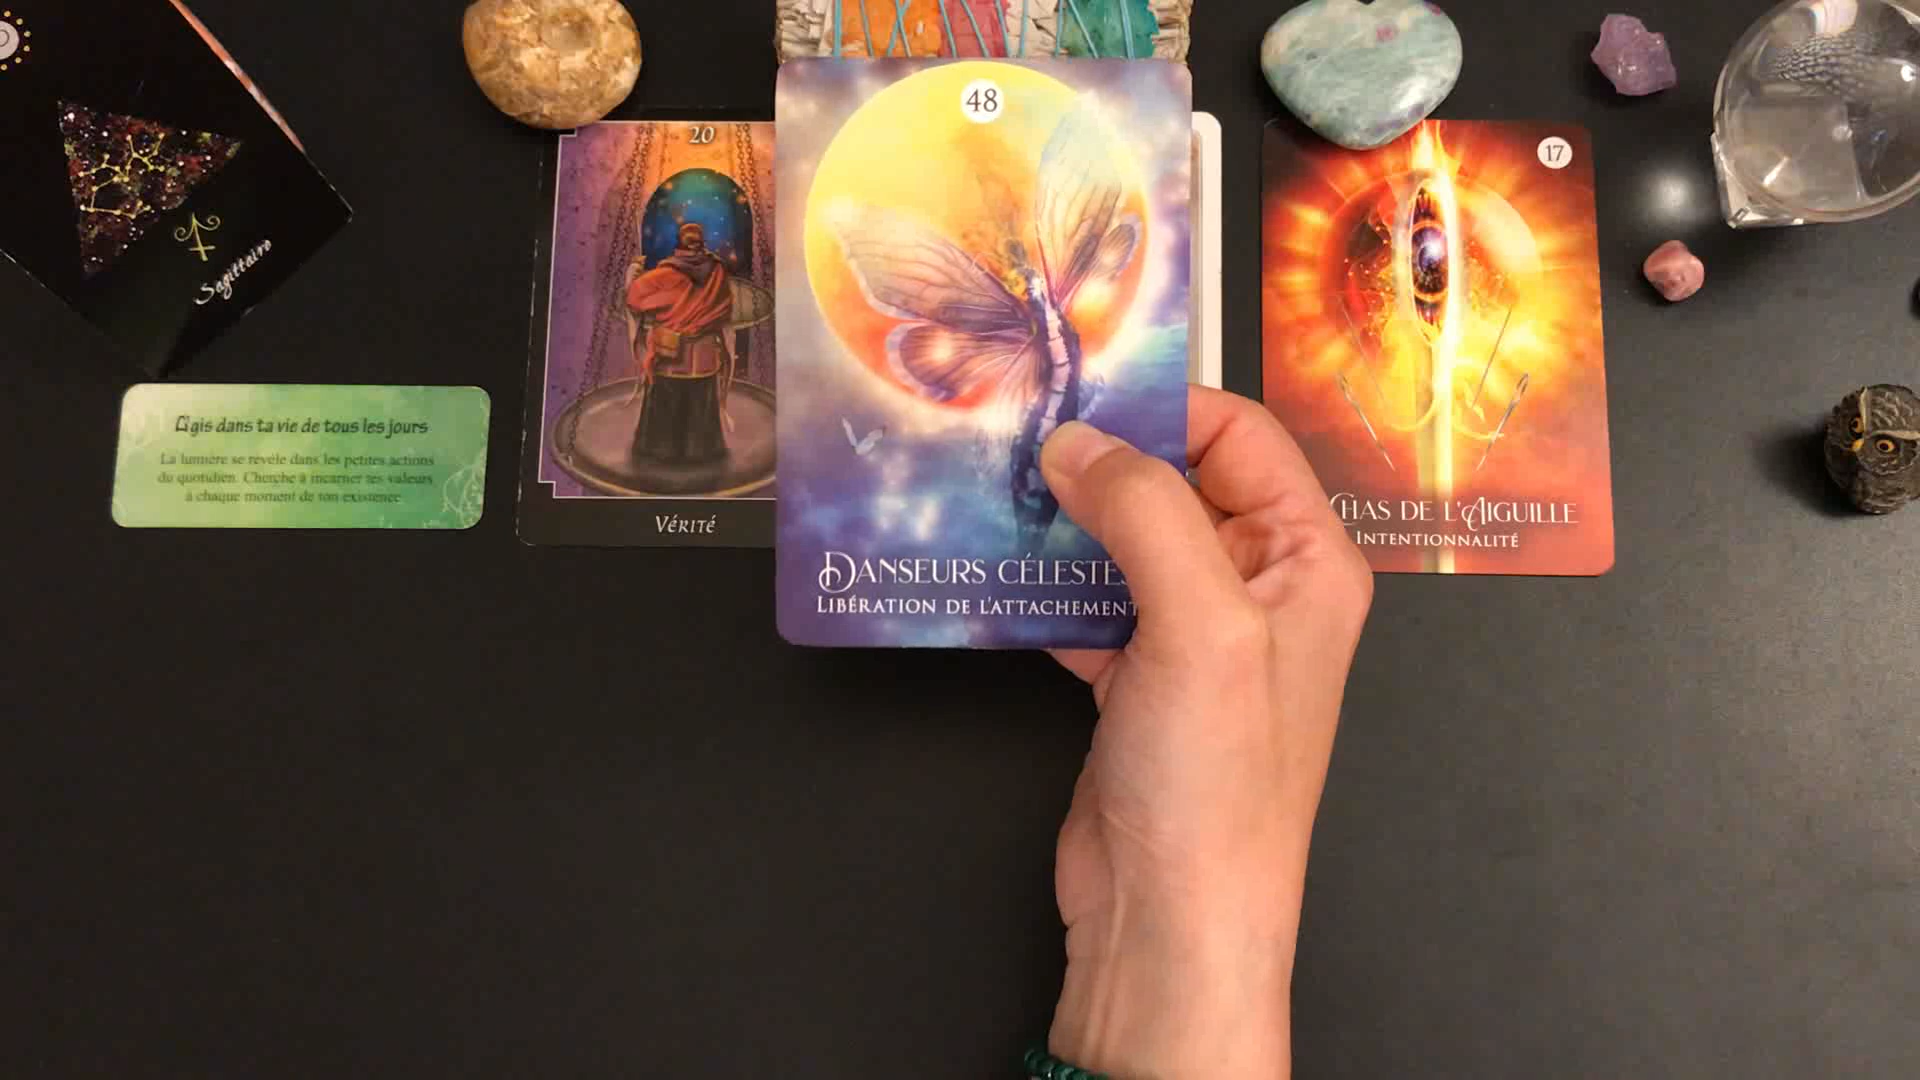 Sagittaire
Agis dans ta vie de tous les jours
La lumière se révèle dans les petites actions
du quotidien. Cherche à incarner tes valeurs
à chaque moment de ton existence
20
Vérité
48
Danseurs Célestes
Libération de l'attachement
17
Chas de l'Aiguille
Intentionnalité